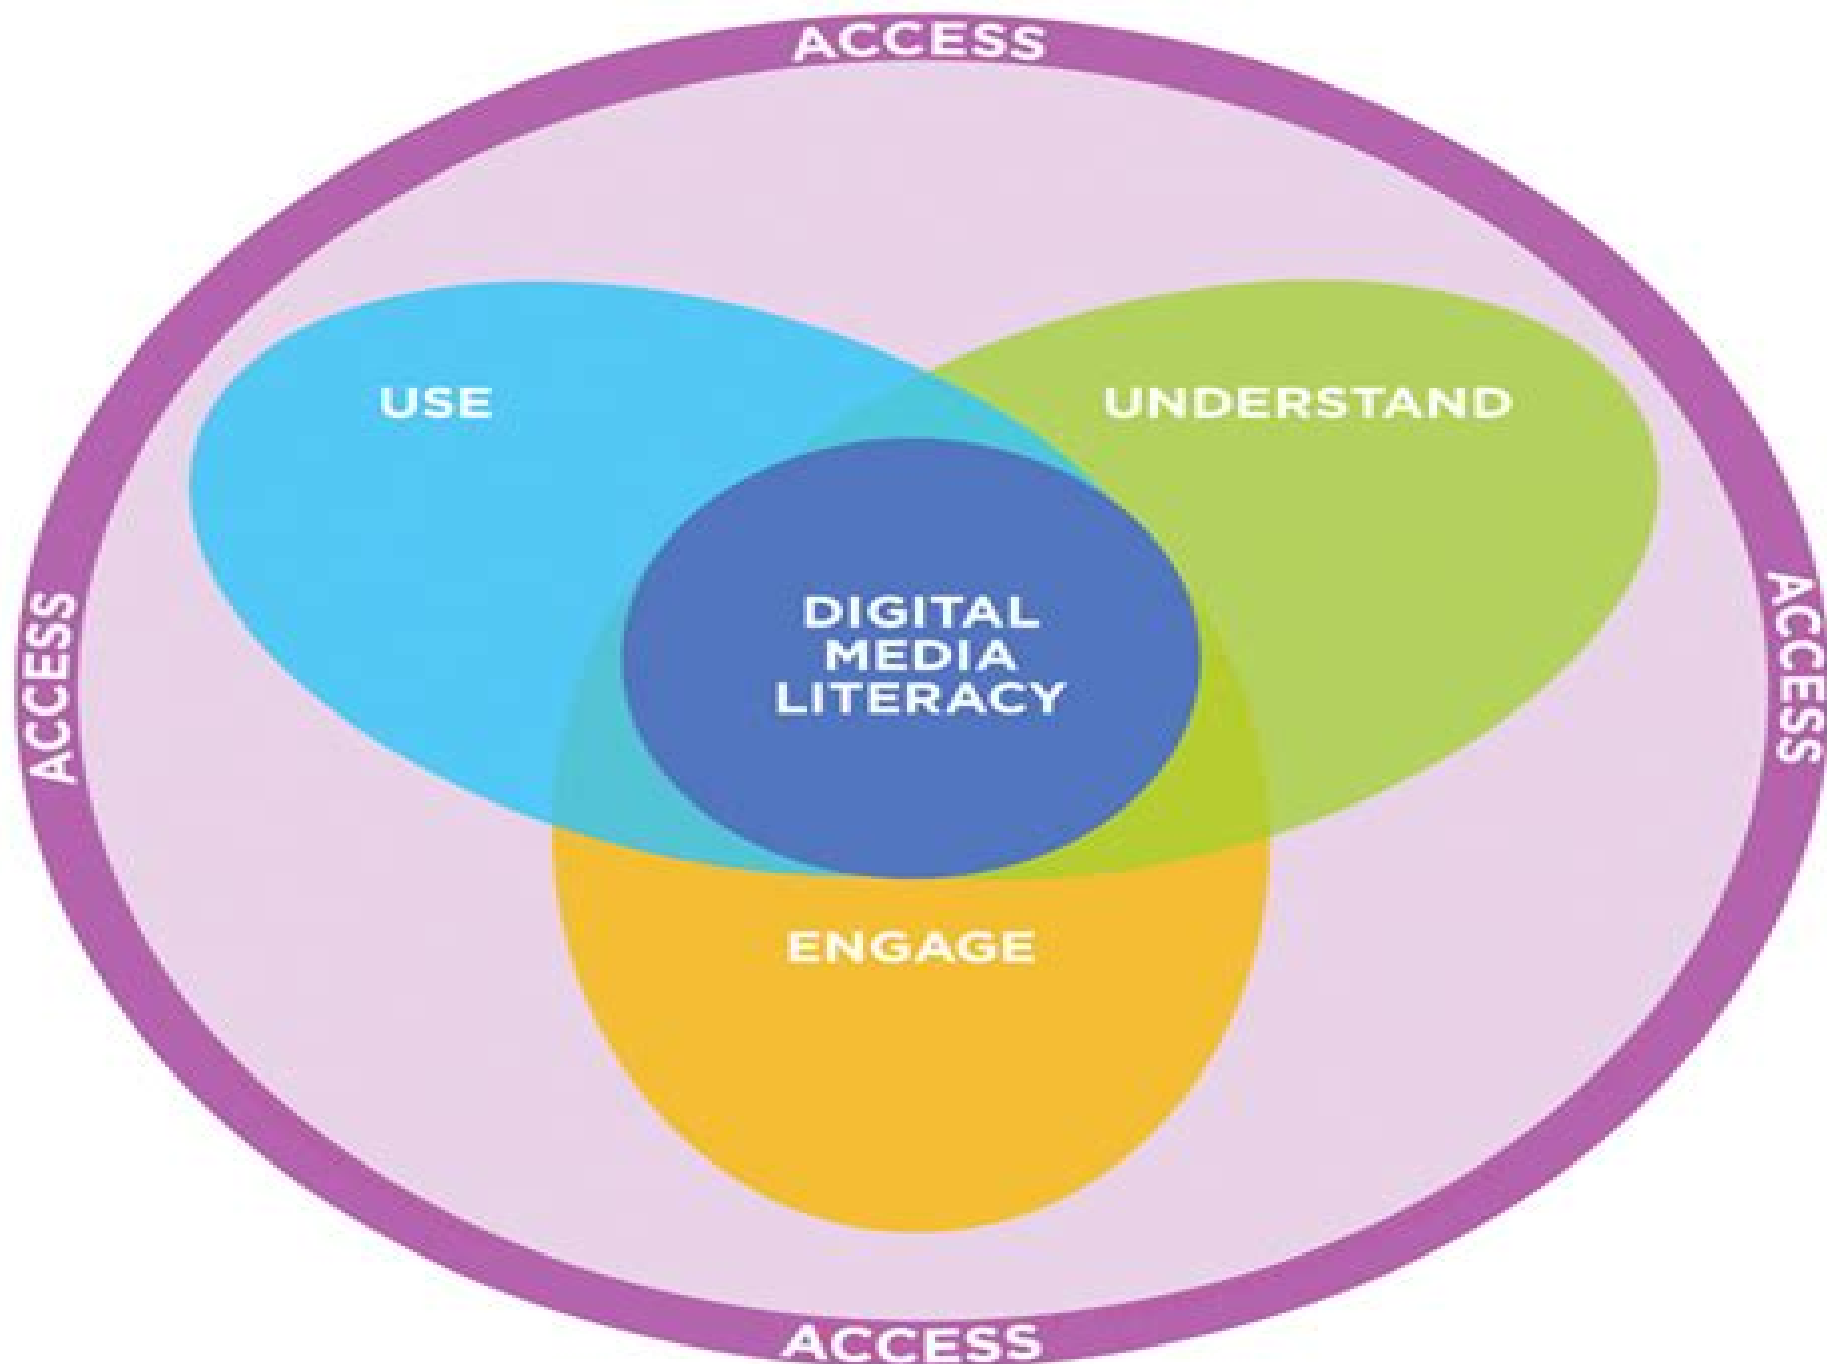 ACCESS
USE
UNDERSTAND
ACCESS
DIGITAL
MEDIA
LITERACY
ACCESS
ENGAGE
ACCESS